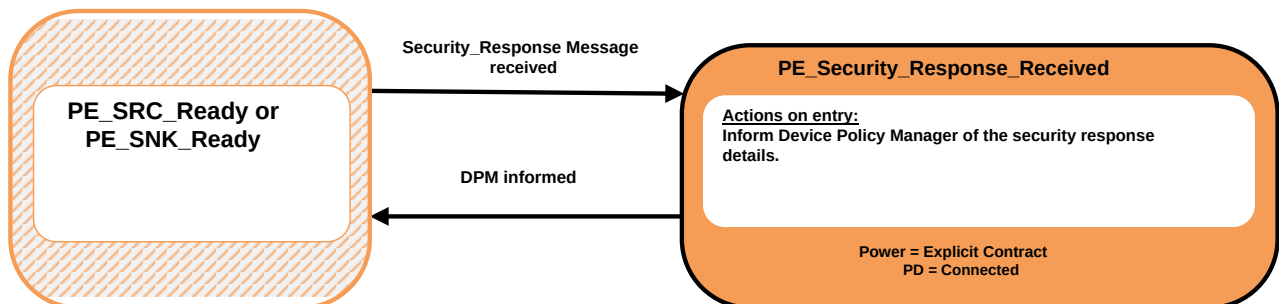 PE_SRC_Ready or
PE_SNK_Ready
Security_Response Message
received
DPM informed
PE_Security_Response_Received
Actions on entry:
Inform Device Policy Manager of the security response
details.
Power = Explicit Contract
PD = Connected